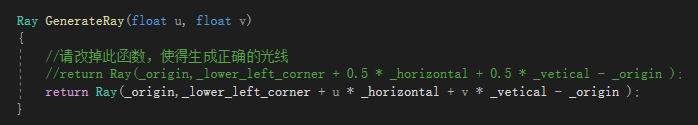 Ray GenerateRay(float u, float v)
{
//请改掉此函数，使得生成正确的光线
//return Ray(_origin,_lower_left_corner + 0.5 * _horizontal + 0.5 * _vetical - _origin );
return Ray(_origin,_lower_left_corner + u * _horizontal + v * _vetical - _origin );
}